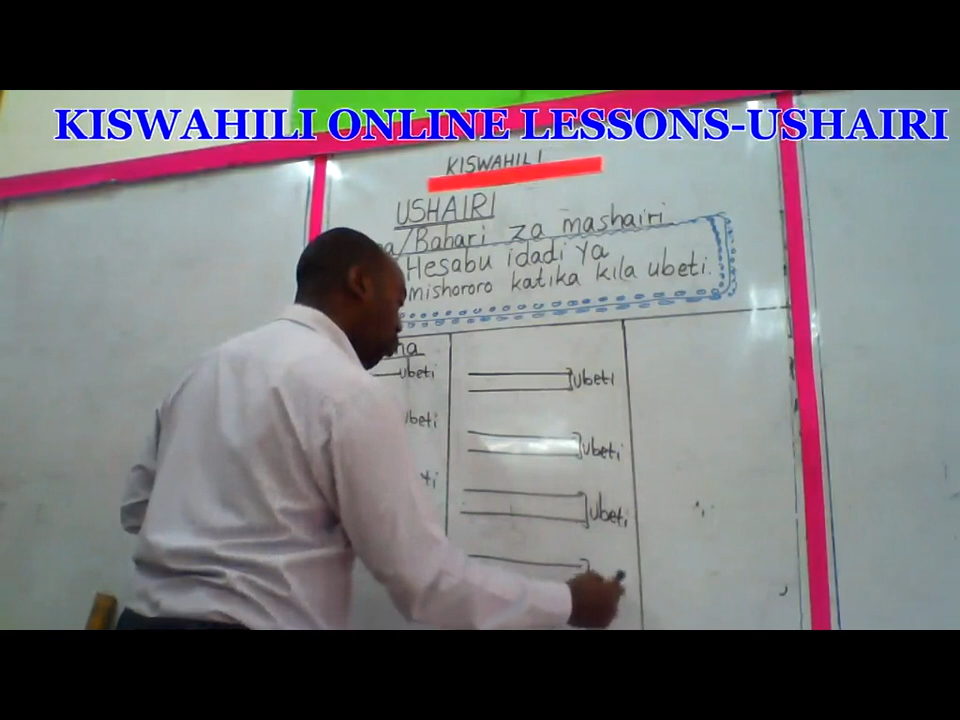 KISWAHILI ONLINE LESSONS-USHAIRI
KISWAHILI
USHAIRI
/Bahari za mashairi
Hesabu idadi ya
mishororo katika kila ubeti.
ubeti
ubeti
ubeti
ubeti
ubeti